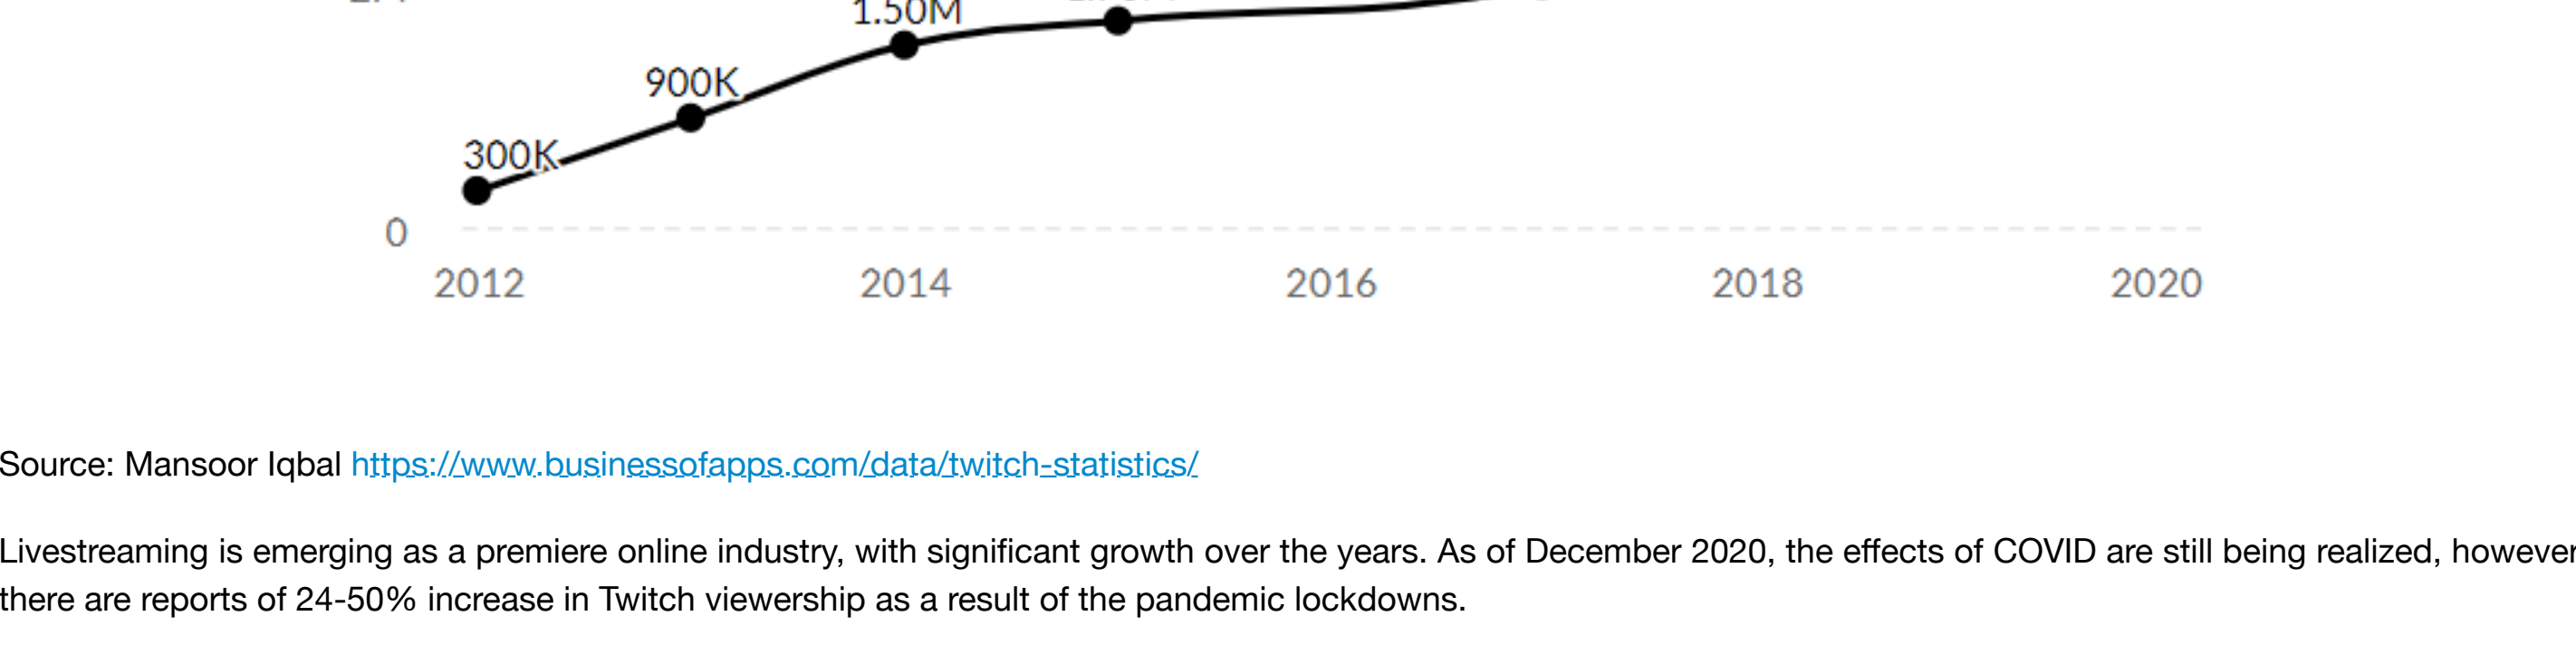 1.50M
900K
300K
0
2012 2014 2016 2018 2020
Source: Mansoor Iqbal https://www.businessofapps.com/data/twitch-statistics/
Livestreaming is emerging as a premiere online industry, with significant growth over the years. As of December 2020, the effects of COVID are still being realized, however
there are reports of 24-50% increase in Twitch viewership as a result of the pandemic lockdowns.